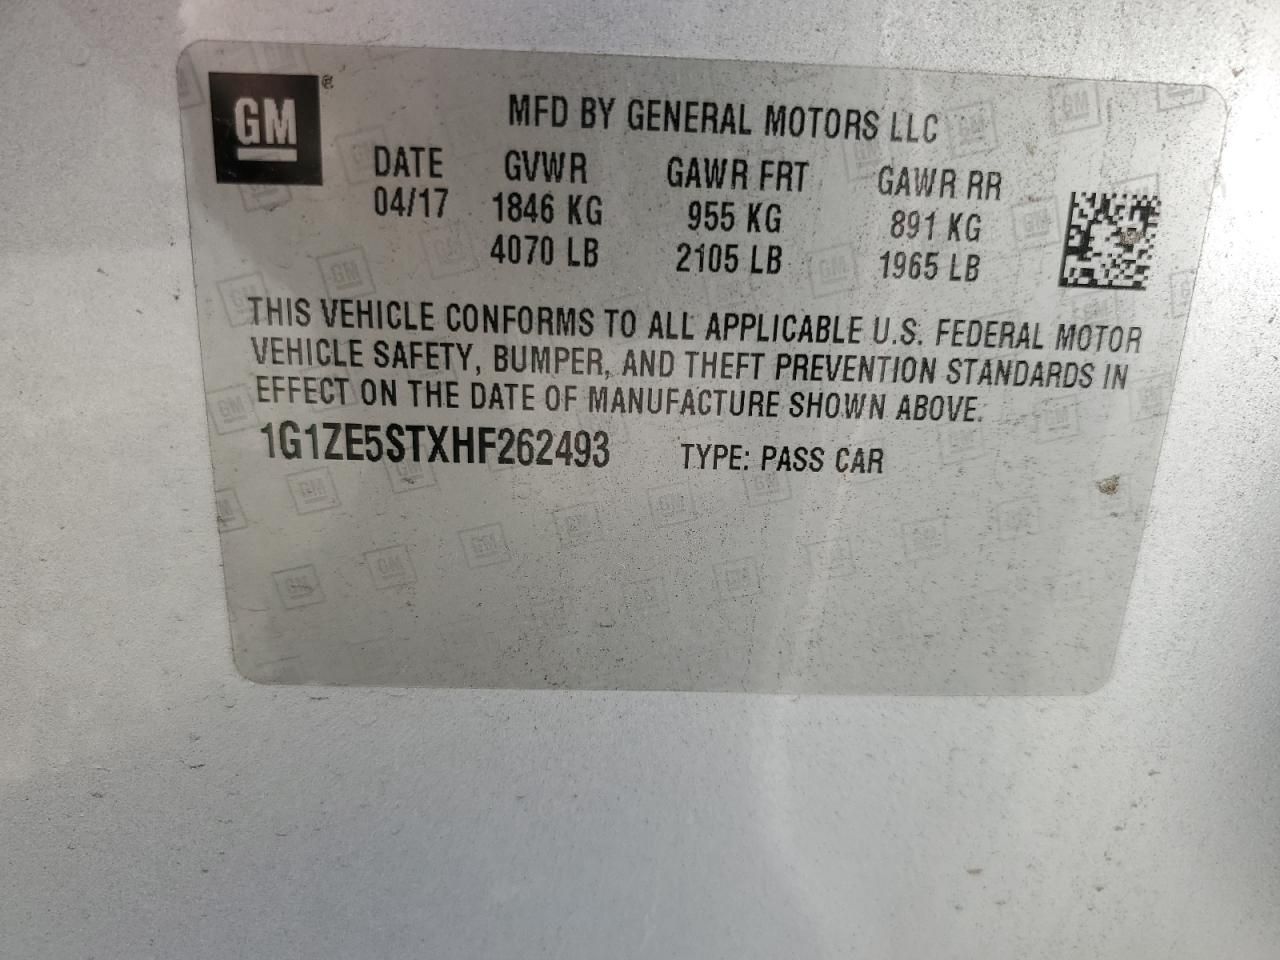 GM ®
MFD BY GENERAL MOTORS LLC
DATE GVWR GAWR FRT GAWR RR
04/17 1846 KG 955 KG 891 KG
4070 LB 2105 LB 1965 LB
THIS VEHICLE CONFORMS TO ALL APPLICABLE U.S. FEDERAL MOTOR
VEHICLE SAFETY, BUMPER, AND THEFT PREVENTION STANDARDS IN
EFFECT ON THE DATE OF MANUFACTURE SHOWN ABOVE.
1G1ZE5STXHF262493 TYPE: PASS CAR